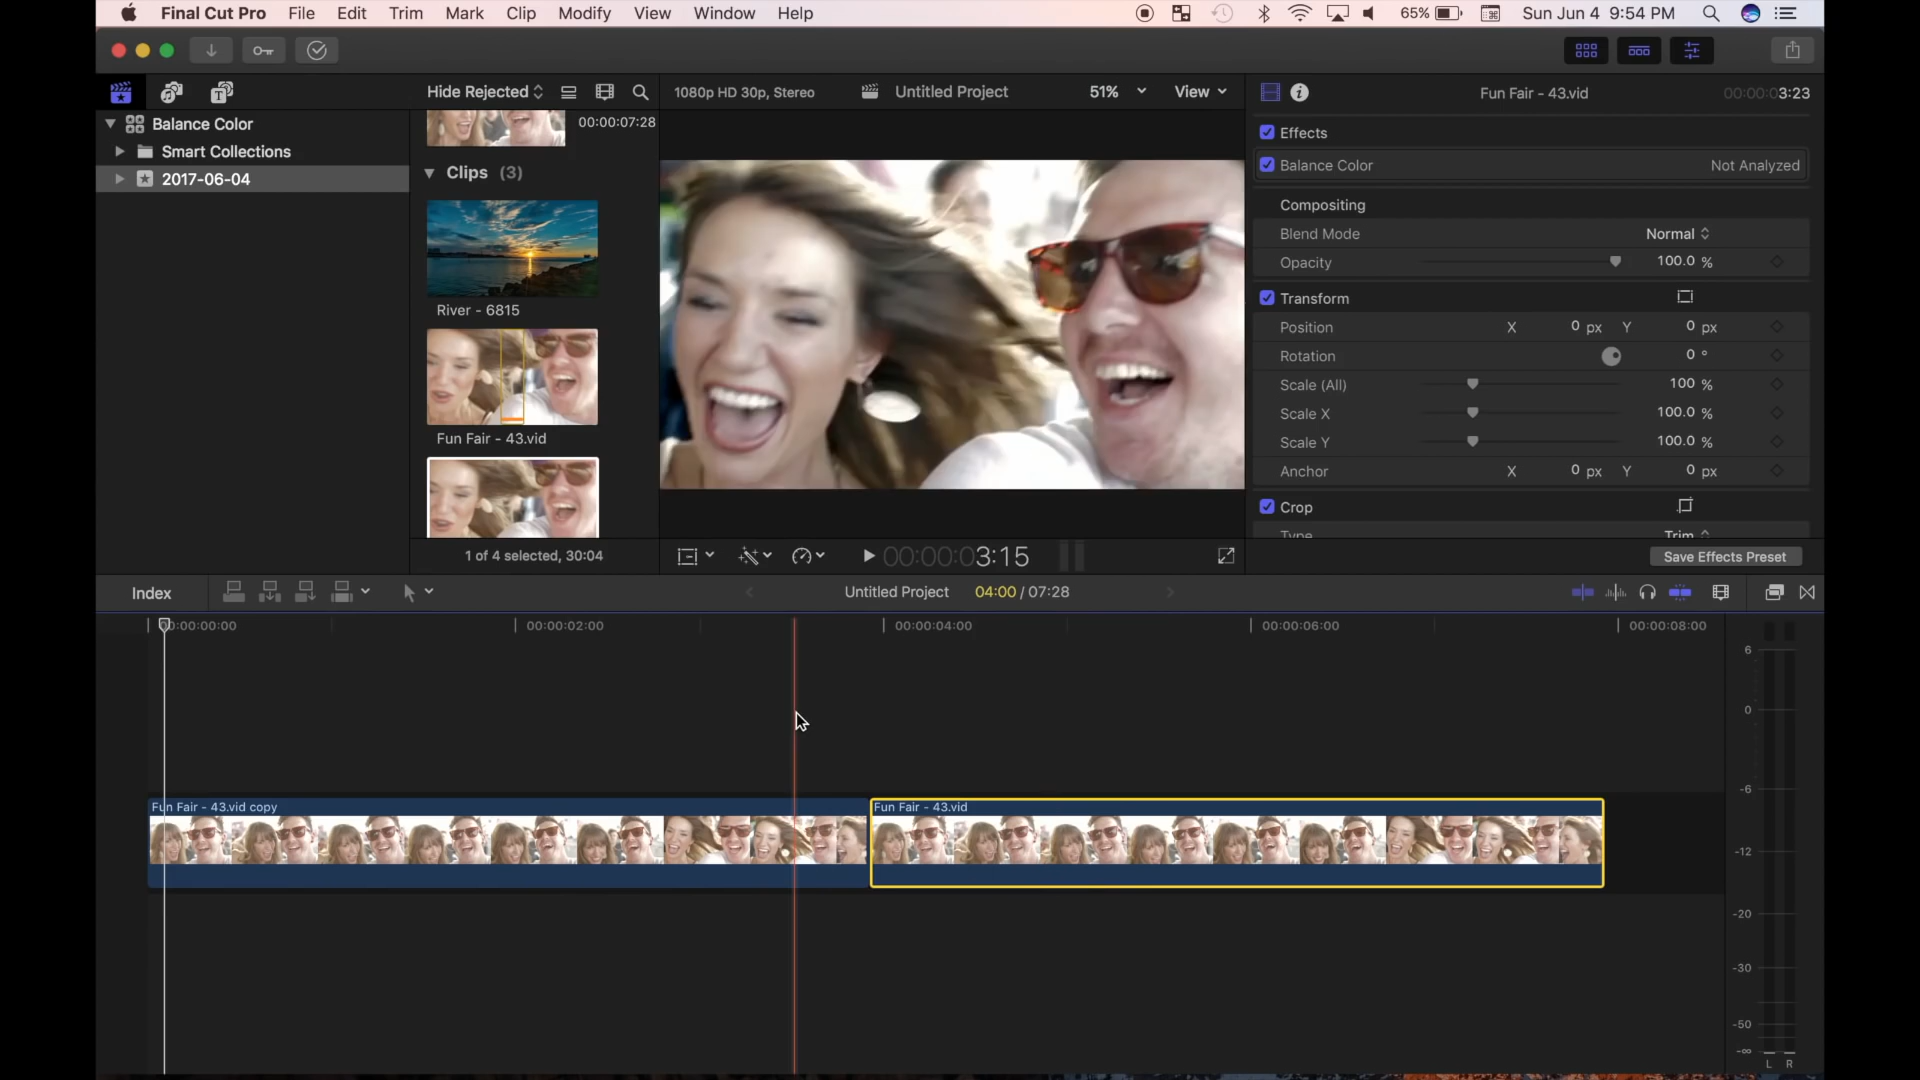 Final Cut Pro File Edit Trim Mark Clip Modify View Window Help 65% Sun Jun 4 9:54 PM
Hide Rejected 1080p HD 30p, Stereo Untitled Project 51% View Fun Fair - 43.vid 00:00:03:23
Balance Color
Smart Collections
2017-06-04
00:00:07:28
Clips (3)
River - 6815
Fun Fair - 43.vid
1 of 4 selected, 30:04
00:00:03:15
Effects
Balance Color Not Analyzed
Compositing
Blend Mode Normal
Opacity 100.0 %
Transform
Position X 0 px Y 0 px
Rotation 0 °
Scale (All) 100 %
Scale X 100.0 %
Scale Y 100.0 %
Anchor X 0 px Y 0 px
Crop
Type Trim
Save Effects Preset
Index Untitled Project 04:00 / 07:28
00:00:00:00 00:00:02:00 00:00:04:00 00:00:06:00 00:00:08:00
Fun Fair - 43.vid copy Fun Fair - 43.vid
6
0
-6
-12
-20
-30
-50
-∞
L R